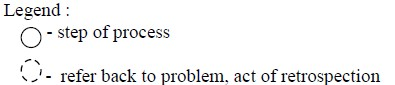 Legend :
- step of process
- refer back to problem, act of retrospection